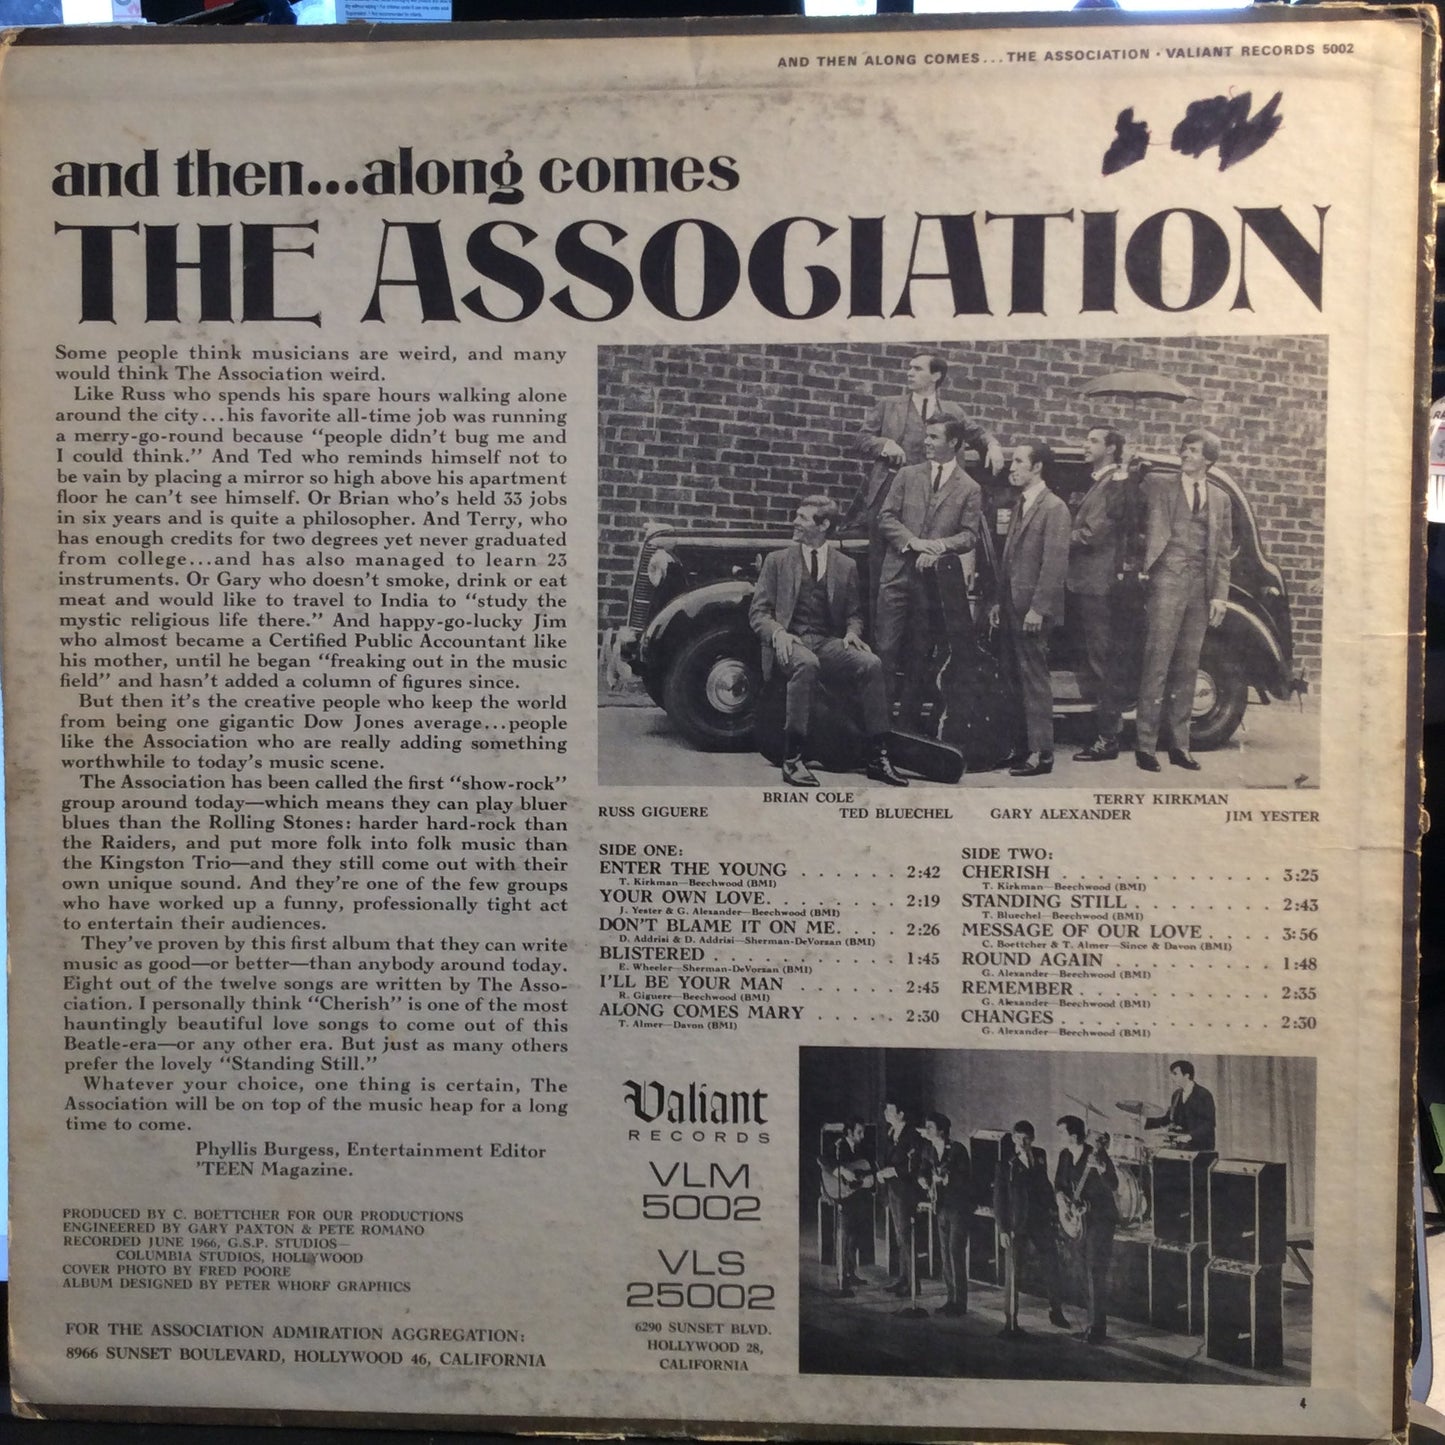 AND THEN ALONG COMES...THE ASSOCIATION · VALIANT RECORDS 5002
and then...along comes
THE ASSOCIATION
Some people think musicians are weird, and many
would think The Association weird.
Like Russ who spends his spare hours walking alone
around the city...his favorite all-time job was running
a merry-go-round because “people didn’t bug me and
I could think.” And Ted who reminds himself not to
be vain by placing a mirror so high above his apartment
floor he can’t see himself. Or Brian who’s held 33 jobs
in six years and is quite a philosopher. And Terry, who
has enough credits for two degrees yet never graduated
from college...and has also managed to learn 23
instruments. Or Gary who doesn’t smoke, drink or eat
meat and would like to travel to India to “study the
mystic religious life there.” And happy-go-lucky Jim
who almost became a Certified Public Accountant like
his mother, until he began “freaking out in the music
field” and hasn’t added a column of figures since.
But then it’s the creative people who keep the world
from being one gigantic Dow Jones average...people
like the Association who are really adding something
worthwhile to today’s music scene.
The Association has been called the first “show-rock”
group around today—which means they can play bluer
blues than the Rolling Stones: harder hard-rock than
the Raiders, and put more folk into folk music than
the Kingston Trio—and they still come out with their
own unique sound. And they’re one of the few groups
who have worked up a funny, professionally tight act
to entertain their audiences.
They’ve proven by this first album that they can write
music as good—or better—than anybody around today.
Eight out of the twelve songs are written by The Asso-
ciation. I personally think “Cherish” is one of the most
hauntingly beautiful love songs to come out of this
Beatle-era—or any other era. But just as many others
prefer the lovely “Standing Still.”
Whatever your choice, one thing is certain, The
Association will be on top of the music heap for a long
time to come.
Phyllis Burgess, Entertainment Editor
’TEEN Magazine.
PRODUCED BY C. BOETTCHER FOR OUR PRODUCTIONS
ENGINEERED BY GARY PAXTON & PETE ROMANO
RECORDED JUNE 1966, G.S.P. STUDIOS—
COLUMBIA STUDIOS, HOLLYWOOD
COVER PHOTO BY FRED POORE
ALBUM DESIGNED BY PETER WHORF GRAPHICS
FOR THE ASSOCIATION ADMIRATION AGGREGATION:
8966 SUNSET BOULEVARD, HOLLYWOOD 46, CALIFORNIA
BRIAN COLE TERRY KIRKMAN
RUSS GIGUERE TED BLUECHEL GARY ALEXANDER JIM YESTER
SIDE ONE:
ENTER THE YOUNG . . . . . . 2:42
T. Kirkman—Beechwood (BMI)
YOUR OWN LOVE. . . . . . . 2:19
J. Yester & G. Alexander—Beechwood (BMI)
DON’T BLAME IT ON ME. . . . 2:26
D. Addrisi & D. Addrisi—Sherman-DeVorzan (BMI)
BLISTERED . . . . . . . . . . . 1:45
E. Wheeler—Sherman-DeVorzan (BMI)
I’LL BE YOUR MAN . . . . . . 2:45
R. Giguere—Beechwood (BMI)
ALONG COMES MARY . . . . . 2:30
T. Almer—Davon (BMI)
SIDE TWO:
CHERISH . . . . . . . . . . . . 3:25
T. Kirkman—Beechwood (BMI)
STANDING STILL . . . . . . . . 2:43
T. Bluechel—Beechwood (BMI)
MESSAGE OF OUR LOVE . . . . 3:56
C. Boettcher & T. Almer—Since & Davon (BMI)
ROUND AGAIN . . . . . . . . . . 1:48
G. Alexander—Beechwood (BMI)
REMEMBER . . . . . . . . . . . 2:35
G. Alexander—Beechwood (BMI)
CHANGES . . . . . . . . . . . . 2:30
G. Alexander—Beechwood (BMI)
Valiant
RECORDS
VLM
5002
VLS
25002
6290 SUNSET BLVD.
HOLLYWOOD 28,
CALIFORNIA
4